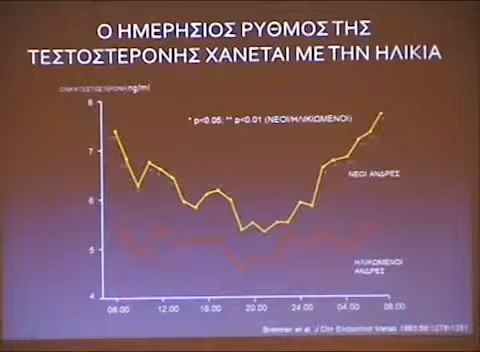 Ο ΗΜΕΡΗΣΙΟΣ ΡΥΘΜΟΣ ΤΗΣ
ΤΕΣΤΟΣΤΕΡΟΝΗΣ ΧΑΝΕΤΑΙ ΜΕ ΤΗΝ ΗΛΙΚΙΑ
ng/ml
8
* p<0.05; ** p<0.01 (ΝΕΟΙ/ΗΛΙΚΙΩΜΕΝΟΙ)
7
ΝΕΟΙ ΑΝΔΡΕΣ
6
5
ΗΛΙΚΙΩΜΕΝΟΙ
ΑΝΔΡΕΣ
4
08.00 12.00 16.00 20.00 24.00 04.00 08.00
et al. J Clin Endocrinol Metab